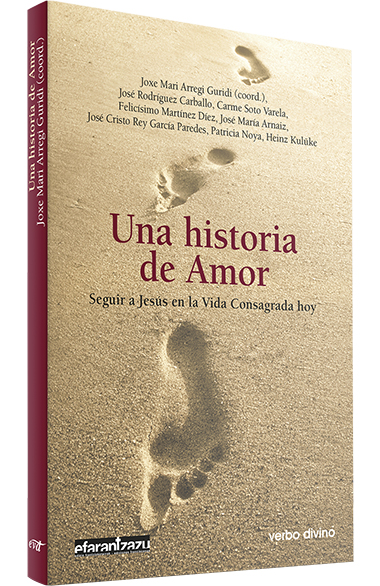 Una historia de Amor
Joxe Mari Arregi Guridi (coord.)
evd
Joxe Mari Arregi Guridi (coord.),
José Rodríguez Carballo, Carme Soto Varela,
Felicísimo Martínez Díez, José María Arnaiz,
José Cristo Rey García Paredes, Patricia Noya, Heinz Kulüke
Una historia
de Amor
Seguir a Jesús en la Vida Consagrada hoy
efarantzazu
verbo divino